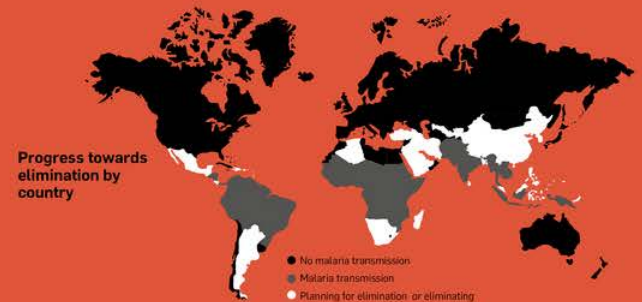 Progress towards
elimination by
country
No malaria transmission
Malaria transmission
Planning for elimination or eliminating